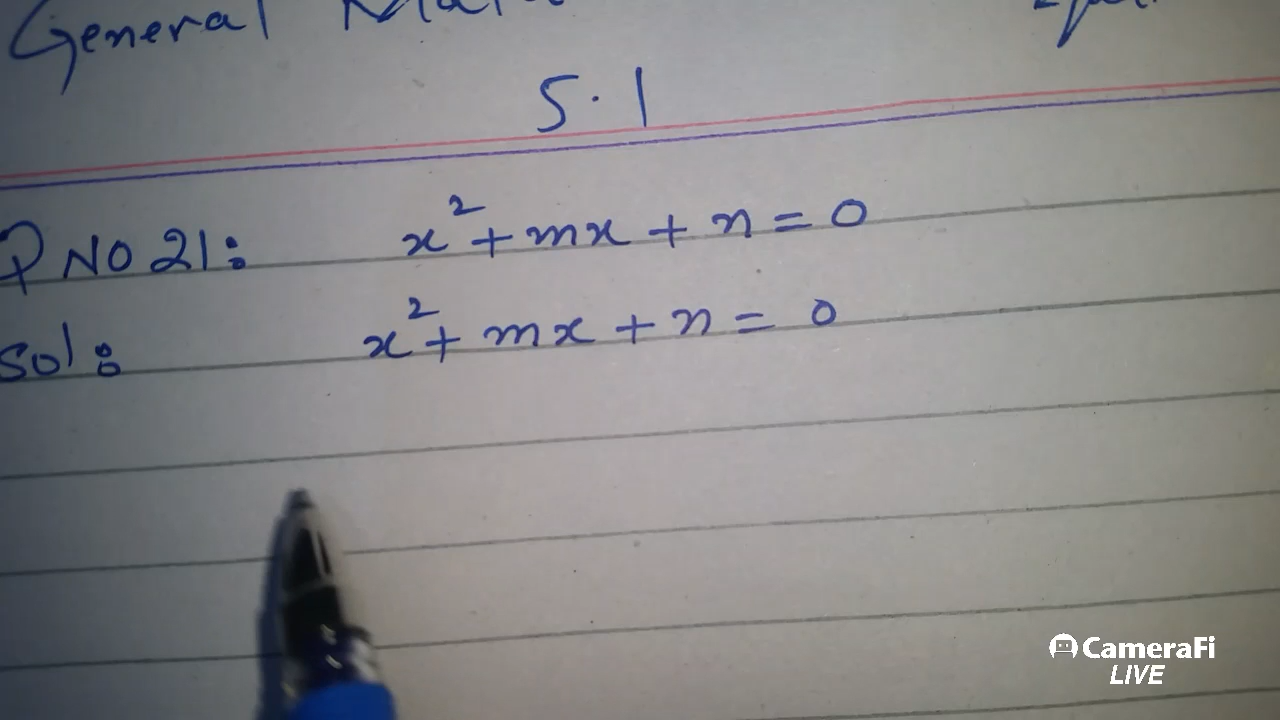 General
5.1
Q NO 21: x² + mx + n = 0
Sol: x² + mx + n = 0
CameraFi
LIVE